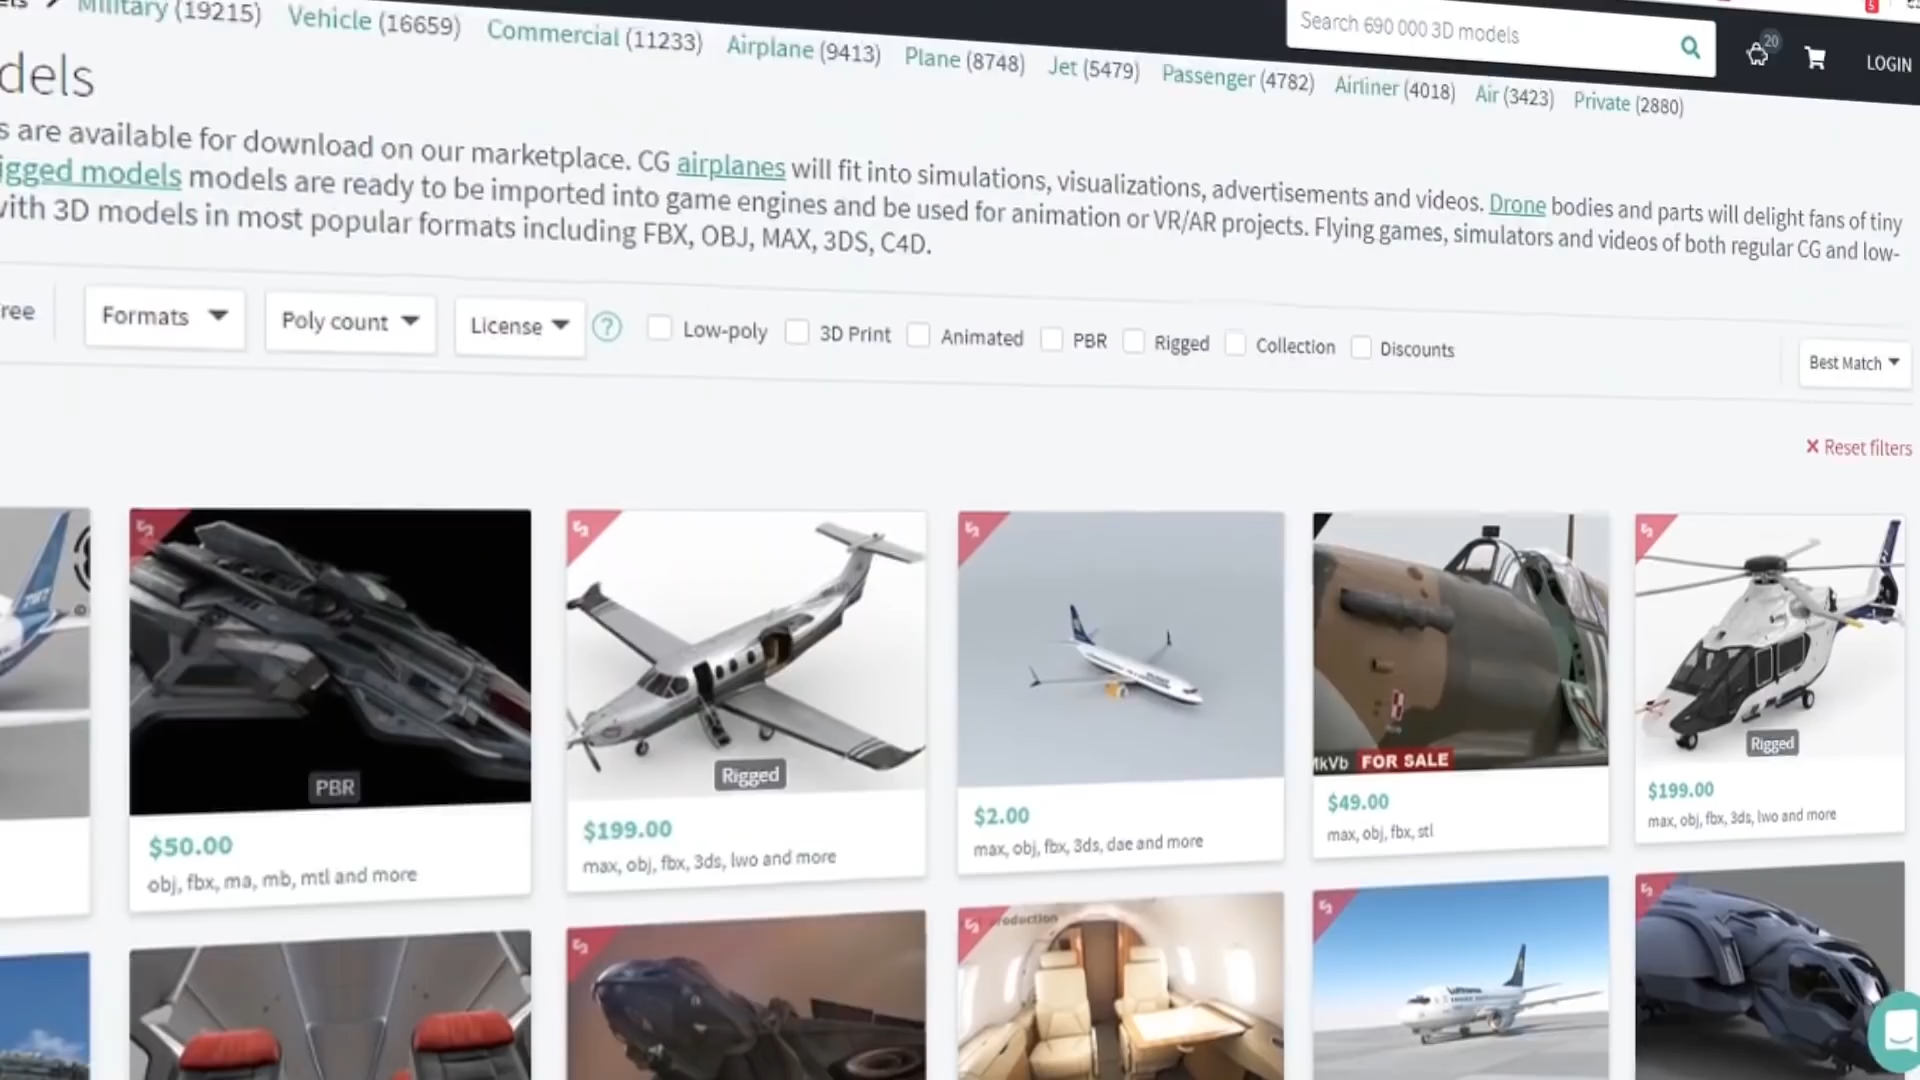 Military (19215) Vehicle (16659) Commercial (11233) Airplane (9413) Plane (8748) Jet (5479) Passenger (4782) Airliner (4018) Air (3423) Private (2880)
Search 690 000 3D models
20
LOGIN
5
dels
s are available for download on our marketplace. CG airplanes will fit into simulations, visualizations, advertisements and videos. Drone bodies and parts will delight fans of tiny
igged models models are ready to be imported into game engines and be used for animation or VR/AR projects. Flying games, simulators and videos of both regular CG and low-
with 3D models in most popular formats including FBX, OBJ, MAX, 3DS, C4D.
ree
Formats
Poly count
License
?
Low-poly
3D Print
Animated
PBR
Rigged
Collection
Discounts
Best Match
Reset filters
PBR
$50.00
obj, fbx, ma, mb, mtl and more
Rigged
$199.00
max, obj, fbx, 3ds, lwo and more
$2.00
max, obj, fbx, 3ds, dae and more
MkVb FOR SALE
$49.00
max, obj, fbx, stl
Rigged
$199.00
max, obj, fbx, 3ds, lwo and more
production
Lufthansa